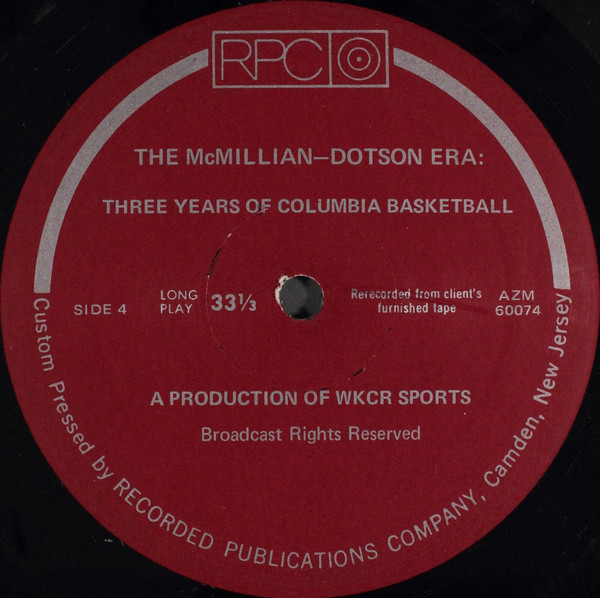 RPC
THE McMILLIAN—DOTSON ERA:
THREE YEARS OF COLUMBIA BASKETBALL
SIDE 4
LONG
PLAY
33⅓
Rerecorded from client's
furnished tape
AZM
60074
A PRODUCTION OF WKCR SPORTS
Broadcast Rights Reserved
Custom Pressed by RECORDED PUBLICATIONS COMPANY, Camden, New Jersey